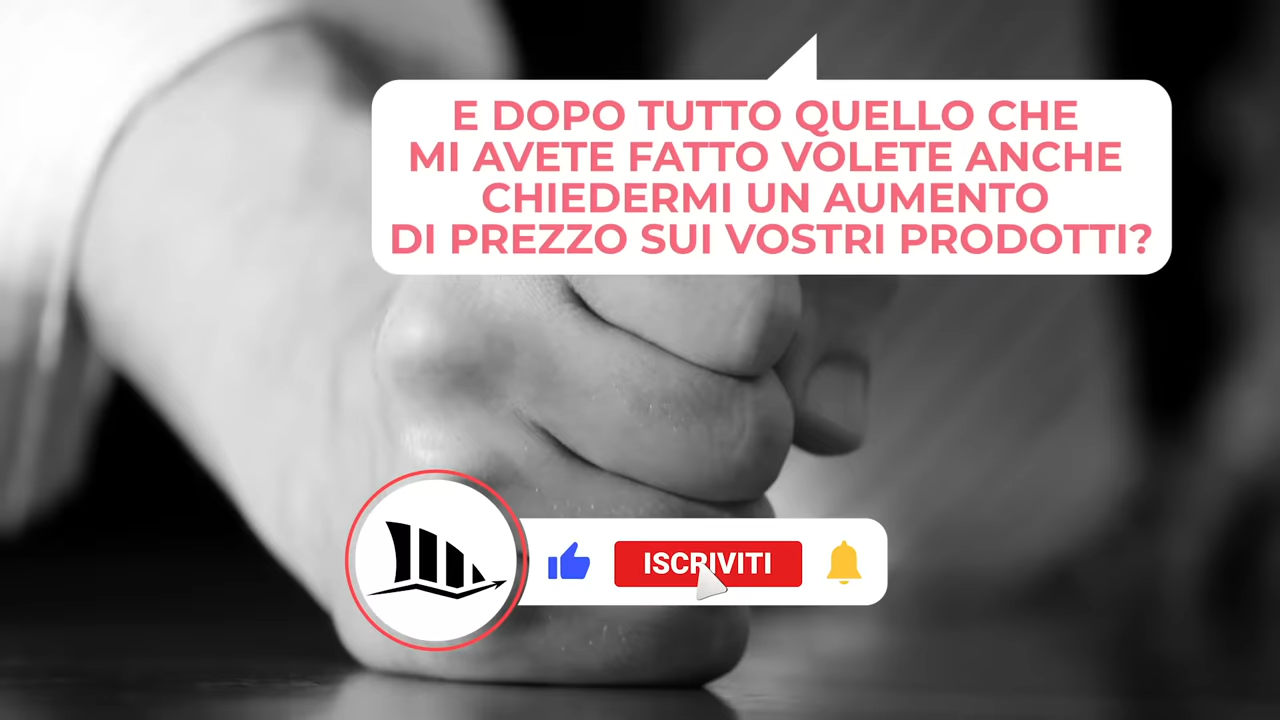 E DOPO TUTTO QUELLO CHE
MI AVETE FATTO VOLETE ANCHE
CHIEDERMI UN AUMENTO
DI PREZZO SUI VOSTRI PRODOTTI?
ISCRIVITI